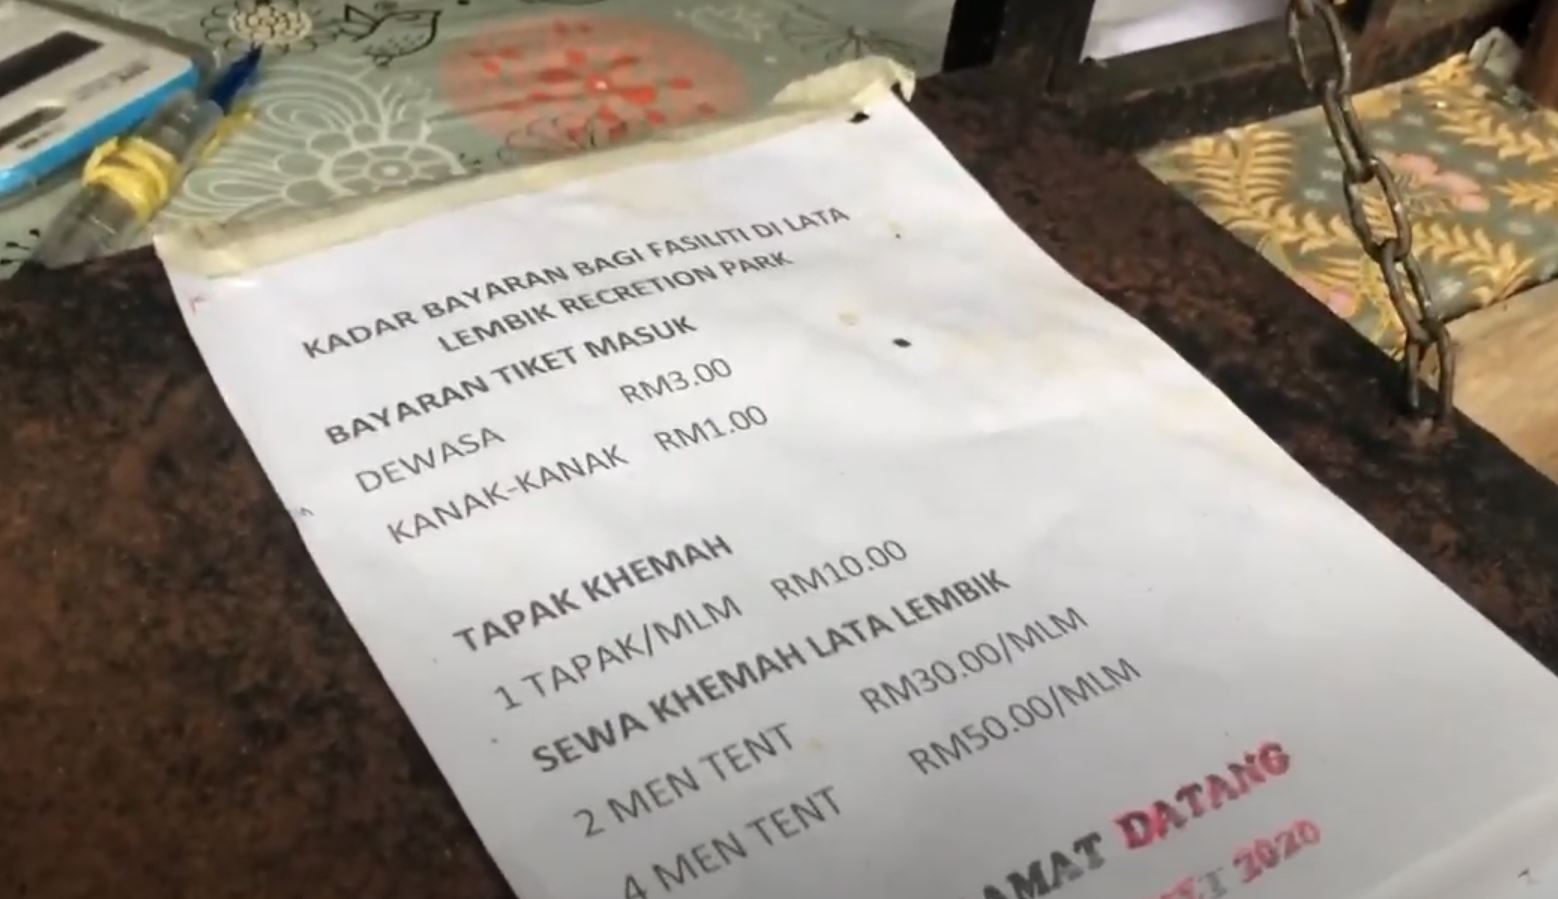 KADAR BAYARAN BAGI FASILITI DI LATA
LEMBIK RECRETION PARK
BAYARAN TIKET MASUK
DEWASA RM3.00
KANAK-KANAK RM1.00
TAPAK KHEMAH
1 TAPAK/MLM RM10.00
SEWA KHEMAH LATA LEMBIK
2 MEN TENT RM30.00/MLM
4 MEN TENT RM50.00/MLM
DATANG
2020